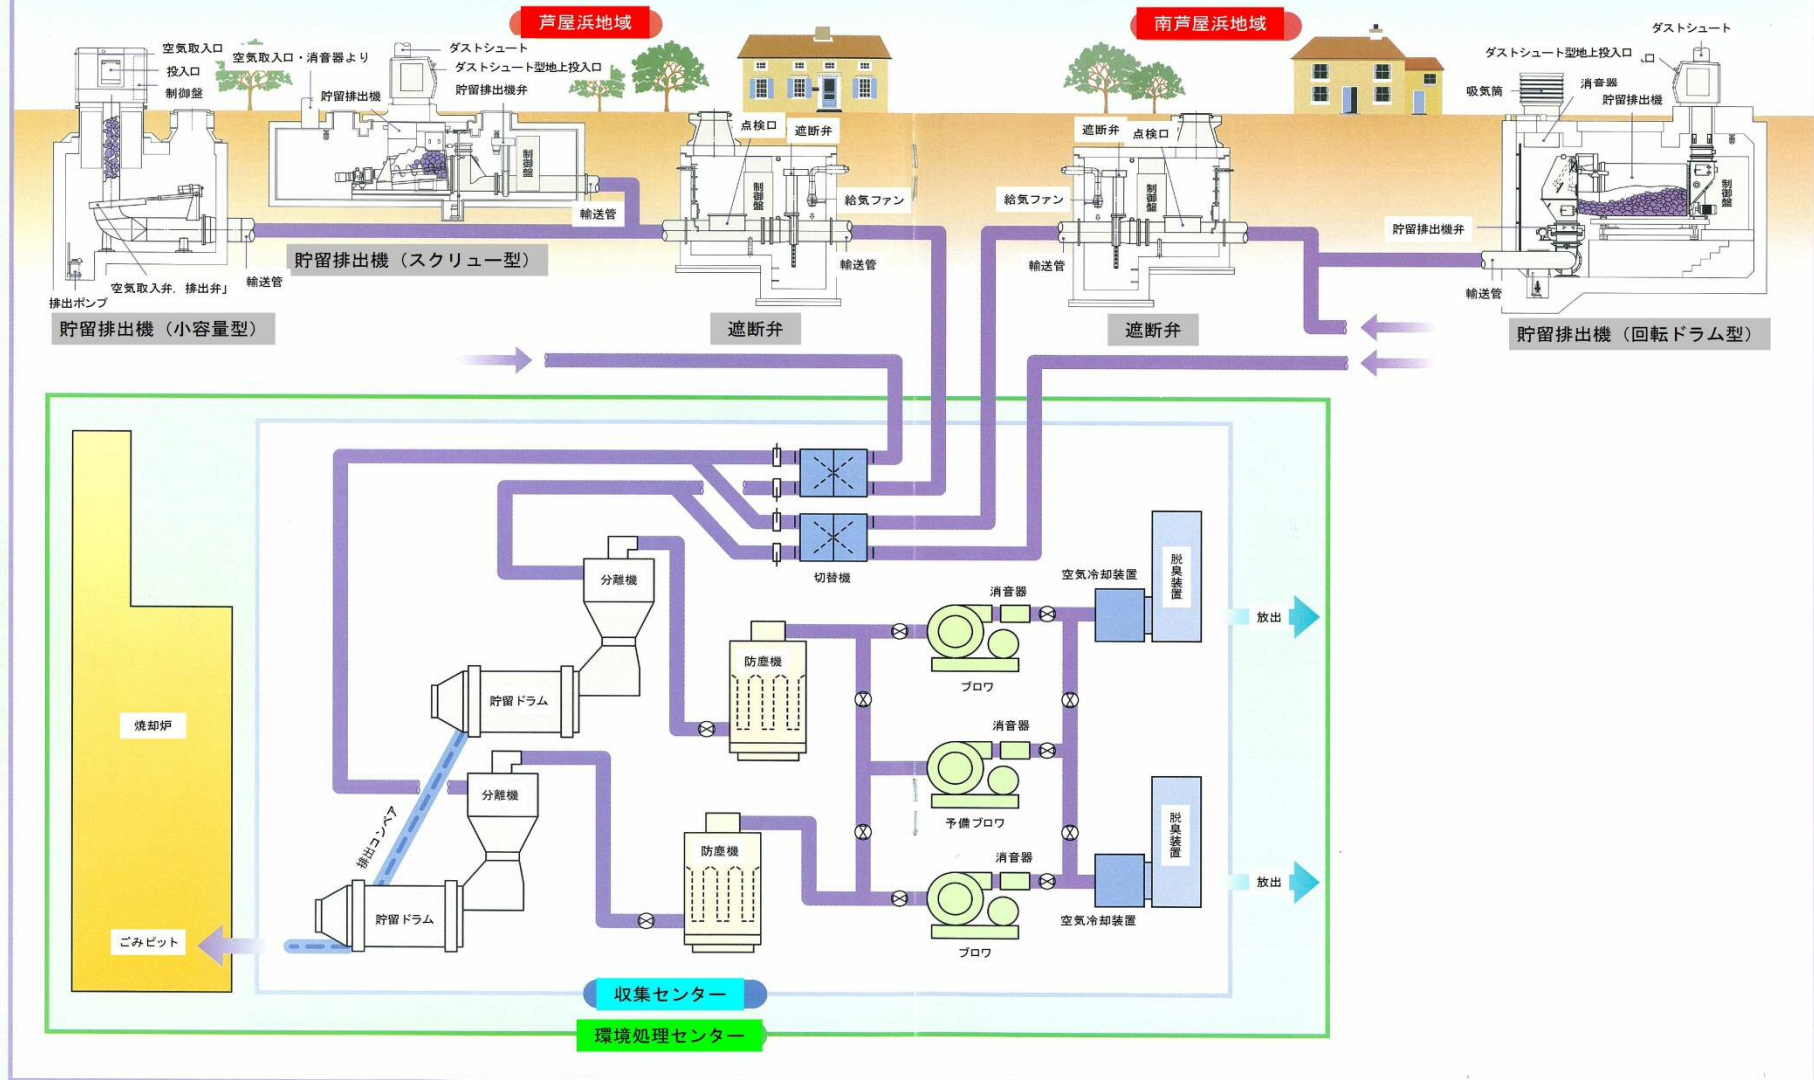 芦屋浜地域
南芦屋浜地域
空気取入口
投入口
制御盤
空気取入口・消音器より
貯留排出機
ダストシュート
ダストシュート型地上投入口
貯留排出機弁
制御盤
輸送管
点検口
遮断弁
制御盤
給気ファン
輸送管
遮断弁
点検口
制御盤
給気ファン
輸送管
ダストシュート
ダストシュート型地上投入口
口
吸気筒
消音器
貯留排出機
制御盤
貯留排出機弁
輸送管
排出ポンプ
空気取入弁，排出弁」
輸送管
貯留排出機（スクリュー型）
貯留排出機（小容量型）
遮断弁
遮断弁
貯留排出機（回転ドラム型）
切替機
分離機
貯留ドラム
防塵機
消音器
ブロワ
空気冷却装置
脱臭装置
放出
焼却炉
消音器
予備ブロワ
分離機
排出コンベア
貯留ドラム
防塵機
消音器
ブロワ
空気冷却装置
脱臭装置
放出
ごみピット
収集センター
環境処理センター